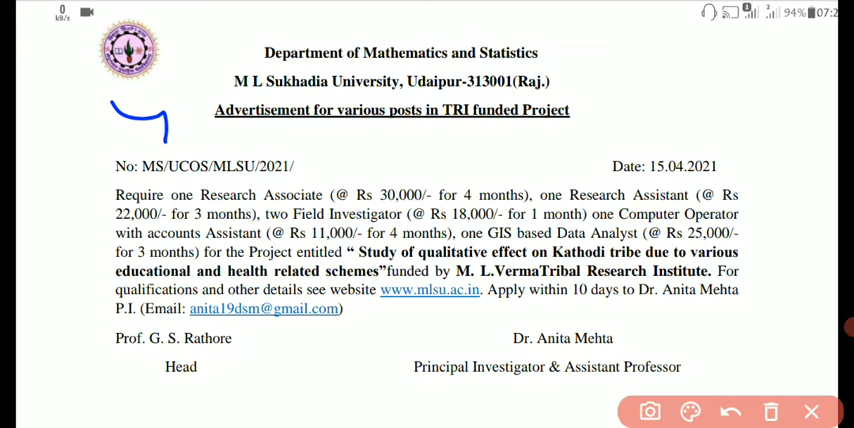 0
kB/s
94% 07:2
Department of Mathematics and Statistics
M L Sukhadia University, Udaipur-313001(Raj.)
Advertisement for various posts in TRI funded Project
No: MS/UCOS/MLSU/2021/ Date: 15.04.2021
Require one Research Associate (@ Rs 30,000/- for 4 months), one Research Assistant (@ Rs
22,000/- for 3 months), two Field Investigator (@ Rs 18,000/- for 1 month) one Computer Operator
with accounts Assistant (@ Rs 11,000/- for 4 months), one GIS based Data Analyst (@ Rs 25,000/-
for 3 months) for the Project entitled “ Study of qualitative effect on Kathodi tribe due to various
educational and health related schemes”funded by M. L.VermaTribal Research Institute. For
qualifications and other details see website www.mlsu.ac.in. Apply within 10 days to Dr. Anita Mehta
P.I. (Email: anita19dsm@gmail.com)
Prof. G. S. Rathore Dr. Anita Mehta
Head Principal Investigator & Assistant Professor